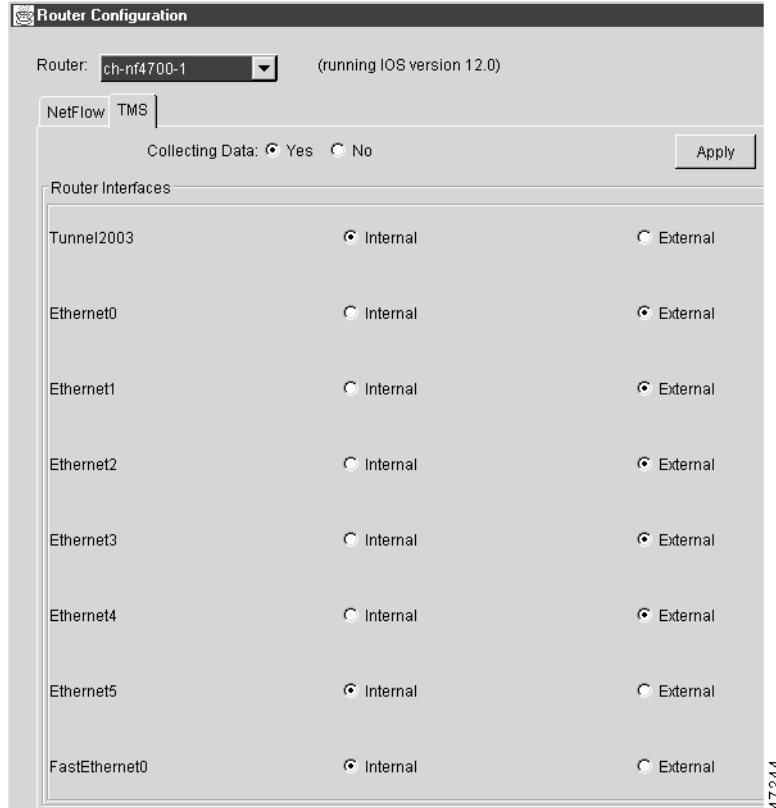 Router Configuration
Router: ch-nf4700-1 (running IOS version 12.0)
NetFlow TMS
Collecting Data: Yes No Apply
Router Interfaces
Tunnel2003 Internal External
Ethernet0 Internal External
Ethernet1 Internal External
Ethernet2 Internal External
Ethernet3 Internal External
Ethernet4 Internal External
Ethernet5 Internal External
FastEthernet0 Internal External